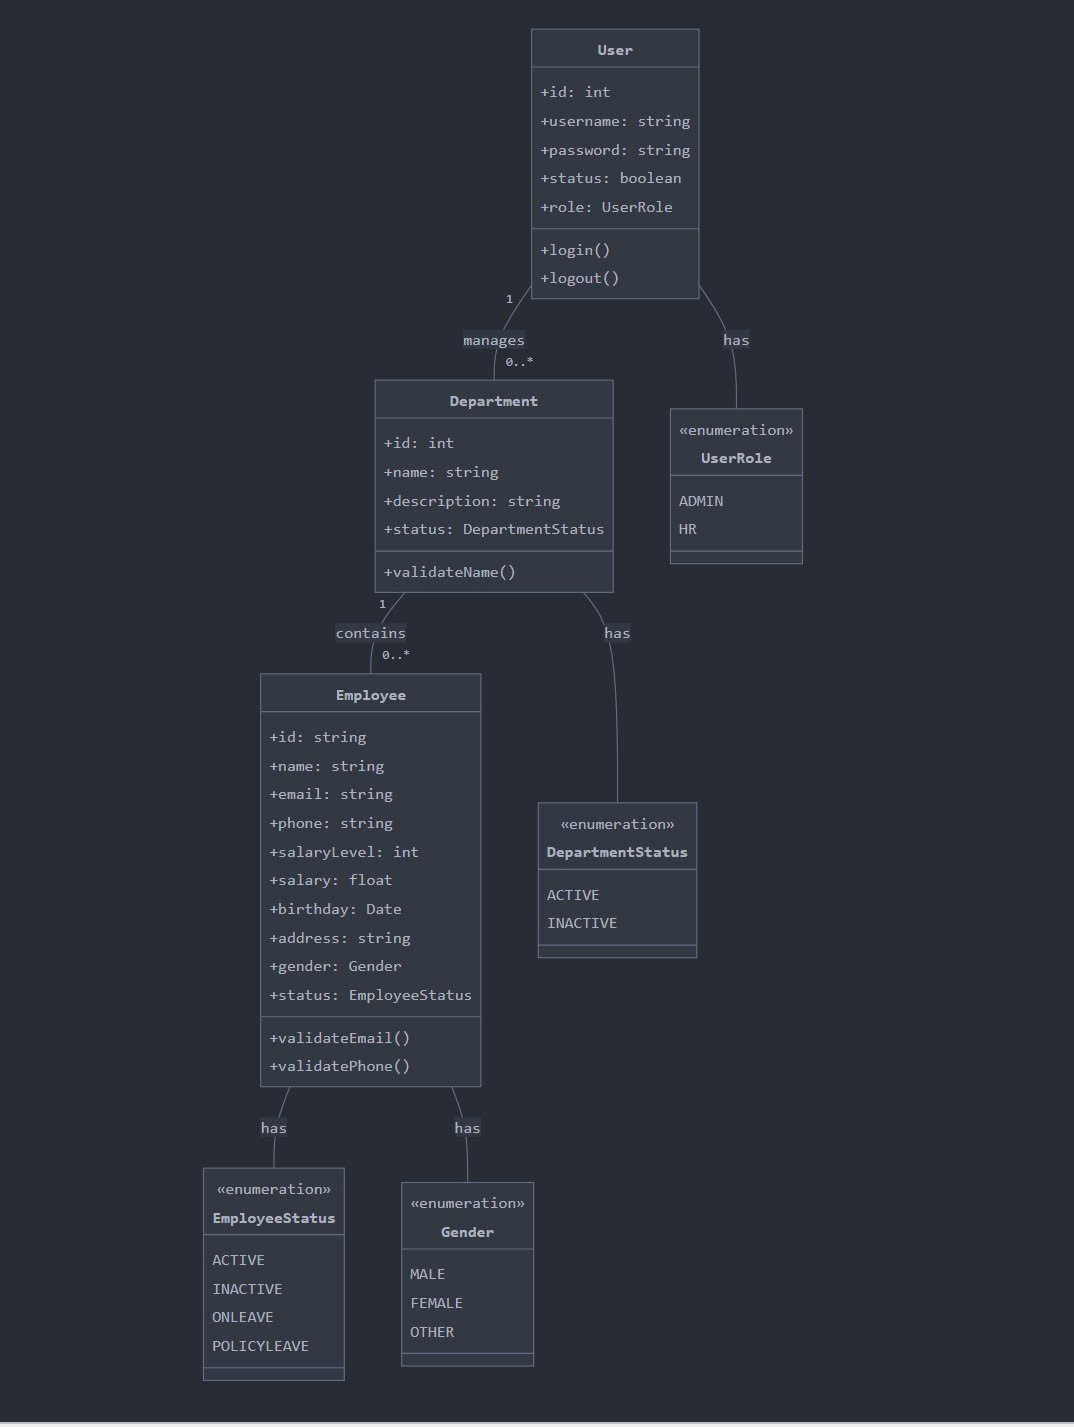 User
+id: int
+username: string
+password: string
+status: boolean
+role: UserRole
+login()
+logout()
1
manages
0..*
has
Department
+id: int
+name: string
+description: string
+status: DepartmentStatus
+validateName()
«enumeration»
UserRole
ADMIN
HR
1
contains
0..*
has
Employee
+id: string
+name: string
+email: string
+phone: string
+salaryLevel: int
+salary: float
+birthday: Date
+address: string
+gender: Gender
+status: EmployeeStatus
+validateEmail()
+validatePhone()
«enumeration»
DepartmentStatus
ACTIVE
INACTIVE
has
has
«enumeration»
EmployeeStatus
ACTIVE
INACTIVE
ONLEAVE
POLICYLEAVE
«enumeration»
Gender
MALE
FEMALE
OTHER